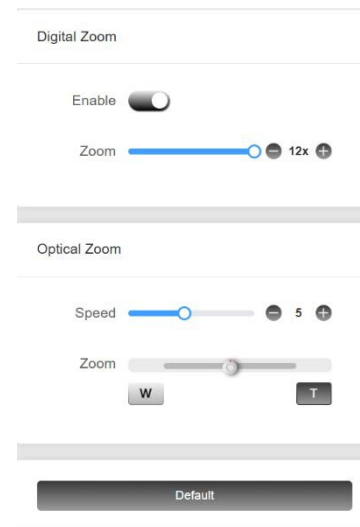 Digital Zoom
Enable
Zoom 12x
Optical Zoom
Speed 5
Zoom
W T
Default